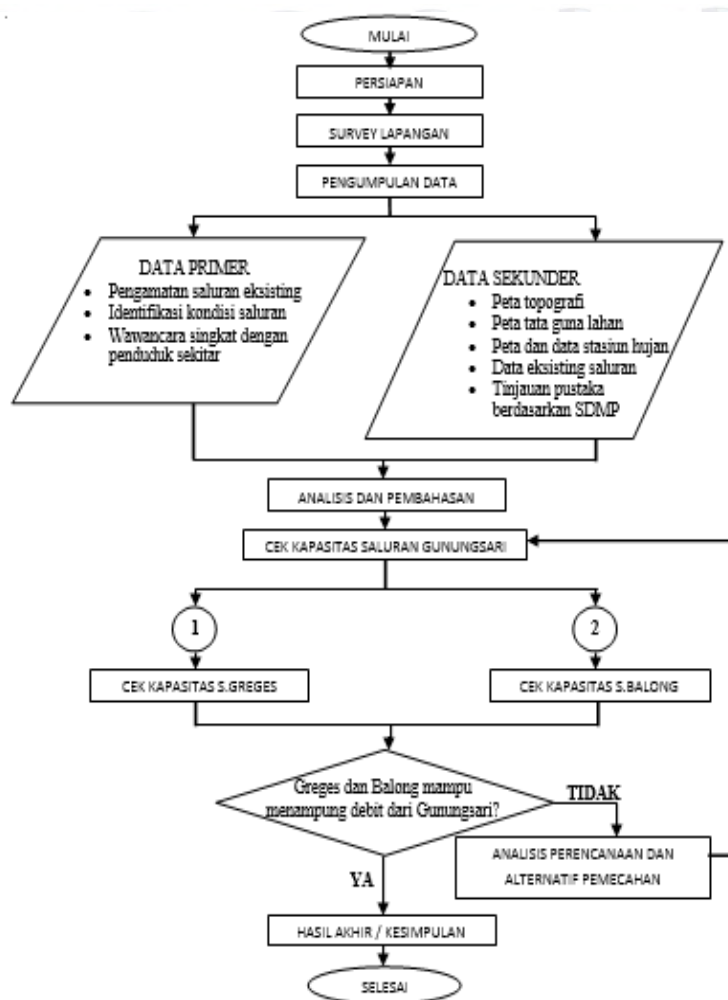 MULAI
PERSIAPAN
SURVEY LAPANGAN
PENGUMPULAN DATA
DATA PRIMER
• Pengamatan saluran eksisting
• Identifikasi kondisi saluran
• Wawancara singkat dengan
penduduk sekitar
DATA SEKUNDER
• Peta topografi
• Peta tata guna lahan
• Peta dan data stasiun hujan
• Data eksisting saluran
• Tinjauan pustaka
berdasarkan SDMP
ANALISIS DAN PEMBAHASAN
CEK KAPASITAS SALURAN GUNUNGSARI
1
2
CEK KAPASITAS S.GREGES
CEK KAPASITAS S.BALONG
Greges dan Balong mampu
menampung debit dari Gunungsari?
TIDAK
ANALISIS PERENCANAAN DAN
ALTERNATIF PEMECAHAN
YA
HASIL AKHIR / KESIMPULAN
SELESAI